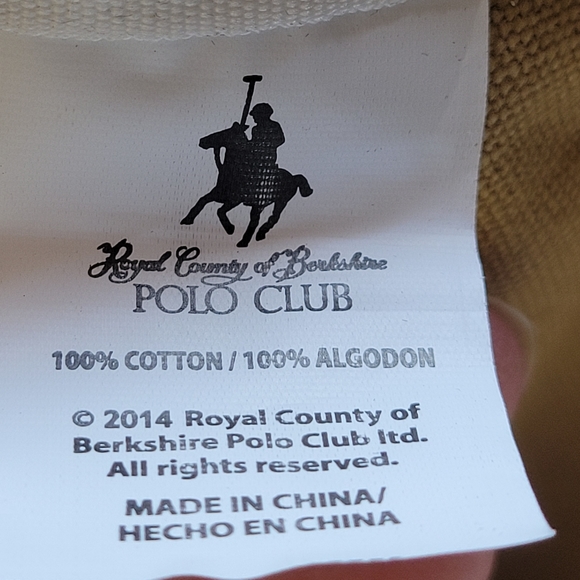 Royal County of Berkshire
POLO CLUB
100% COTTON / 100% ALGODON
© 2014 Royal County of
Berkshire Polo Club ltd.
All rights reserved.
MADE IN CHINA/
HECHO EN CHINA